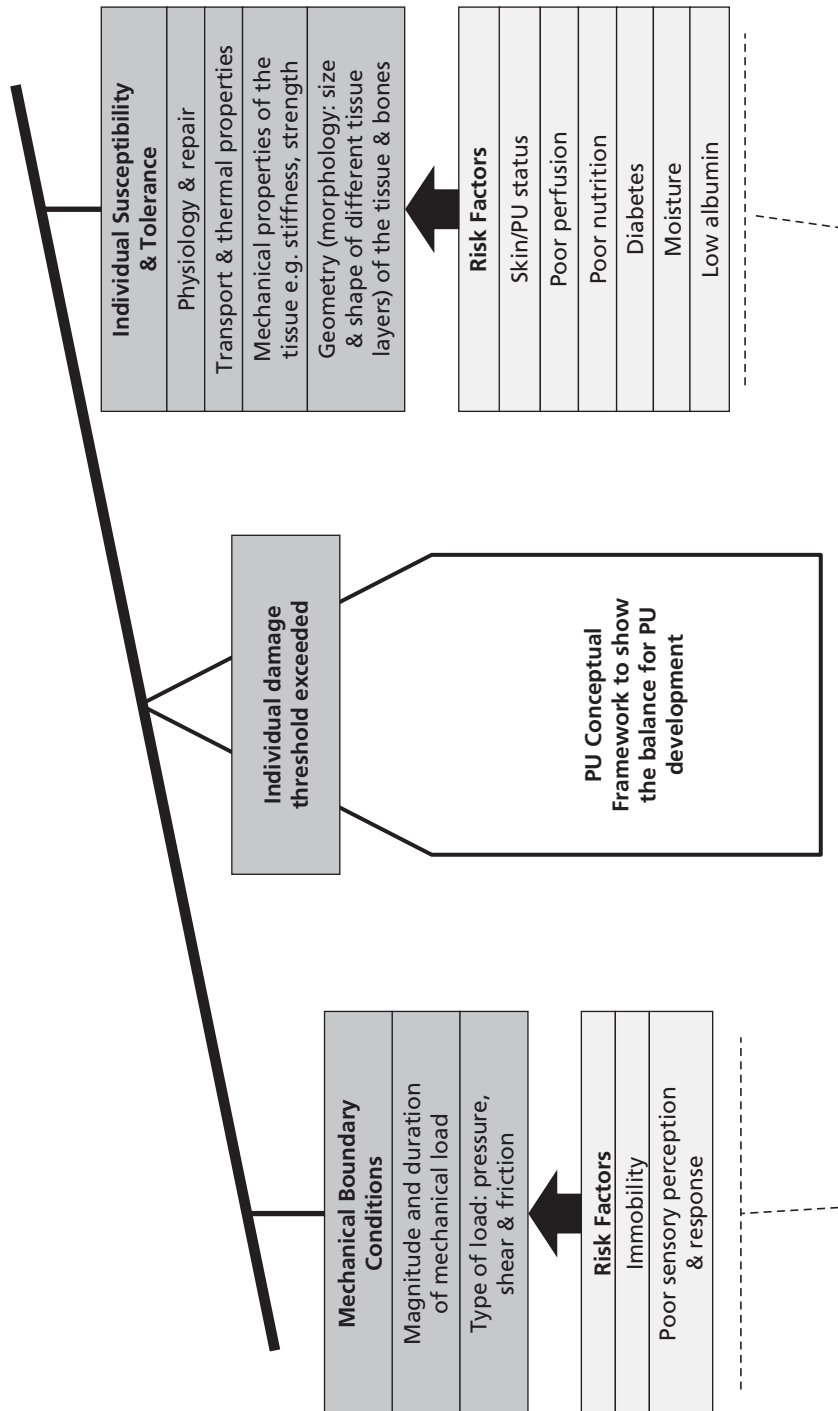 Mechanical Boundary
Conditions
Magnitude and duration
of mechanical load
Type of load: pressure,
shear & friction
Risk Factors
Immobility
Poor sensory perception
& response
Individual damage
threshold exceeded
PU Conceptual
Framework to show
the balance for PU
development
Individual Susceptibility
& Tolerance
Physiology & repair
Transport & thermal properties
Mechanical properties of the
tissue e.g. stiffness, strength
Geometry (morphology: size
& shape of different tissue
layers) of the tissue & bones
Risk Factors
Skin/PU status
Poor perfusion
Poor nutrition
Diabetes
Moisture
Low albumin